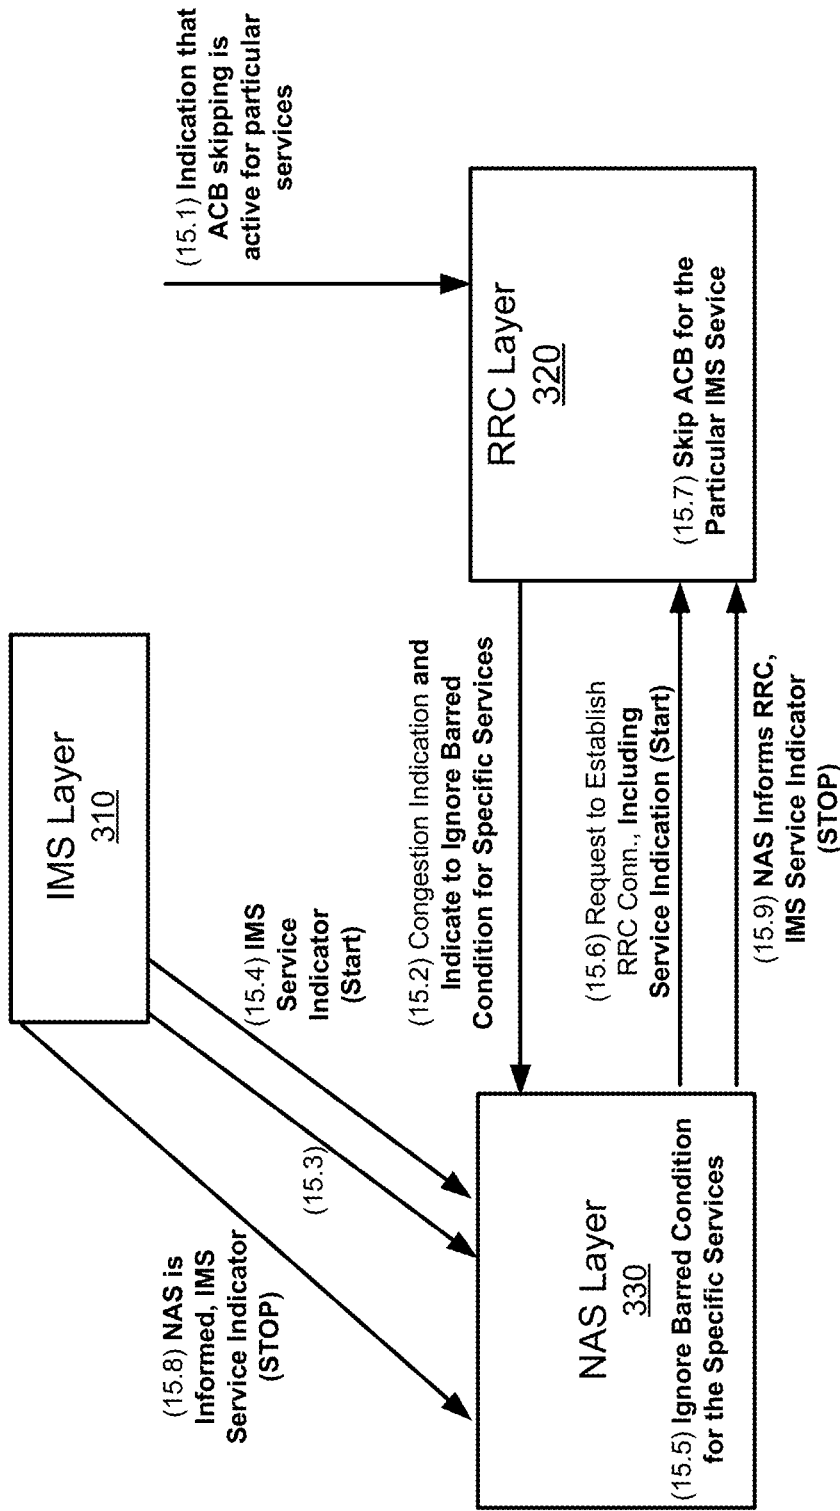 (15.1) Indication that
ACB skipping is
active for particular
services
IMS Layer
310
RRC Layer
320
(15.7) Skip ACB for the
Particular IMS Sevice
(15.8) NAS is
Informed, IMS
Service Indicator
(STOP)
(15.3)
(15.4) IMS
Service
Indicator
(Start)
(15.2) Congestion Indication and
Indicate to Ignore Barred
Condition for Specific Services
(15.6) Request to Establish
RRC Conn., Including
Service Indication (Start)
(15.9) NAS Informs RRC,
IMS Service Indicator
(STOP)
NAS Layer
330
(15.5) Ignore Barred Condition
for the Specific Services